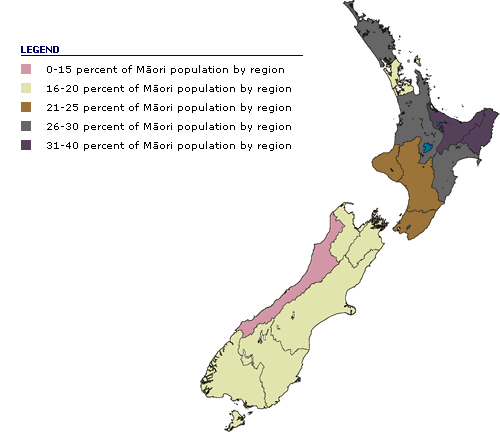 LEGEND
0-15 percent of Māori population by region
16-20 percent of Māori population by region
21-25 percent of Māori population by region
26-30 percent of Māori population by region
31-40 percent of Māori population by region